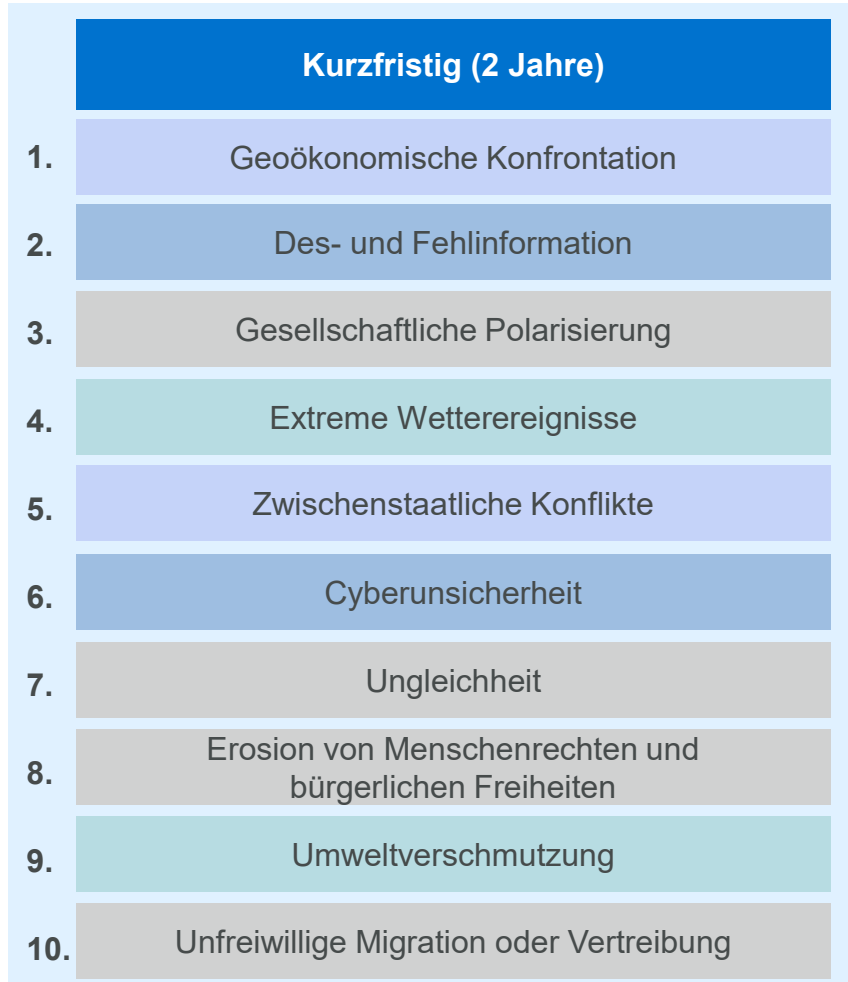 Kurzfristig (2 Jahre)
1. Geoökonomische Konfrontation
2. Des- und Fehlinformation
3. Gesellschaftliche Polarisierung
4. Extreme Wetterereignisse
5. Zwischenstaatliche Konflikte
6. Cyberunsicherheit
7. Ungleichheit
8. Erosion von Menschenrechten und
bürgerlichen Freiheiten
9. Umweltverschmutzung
10. Unfreiwillige Migration oder Vertreibung